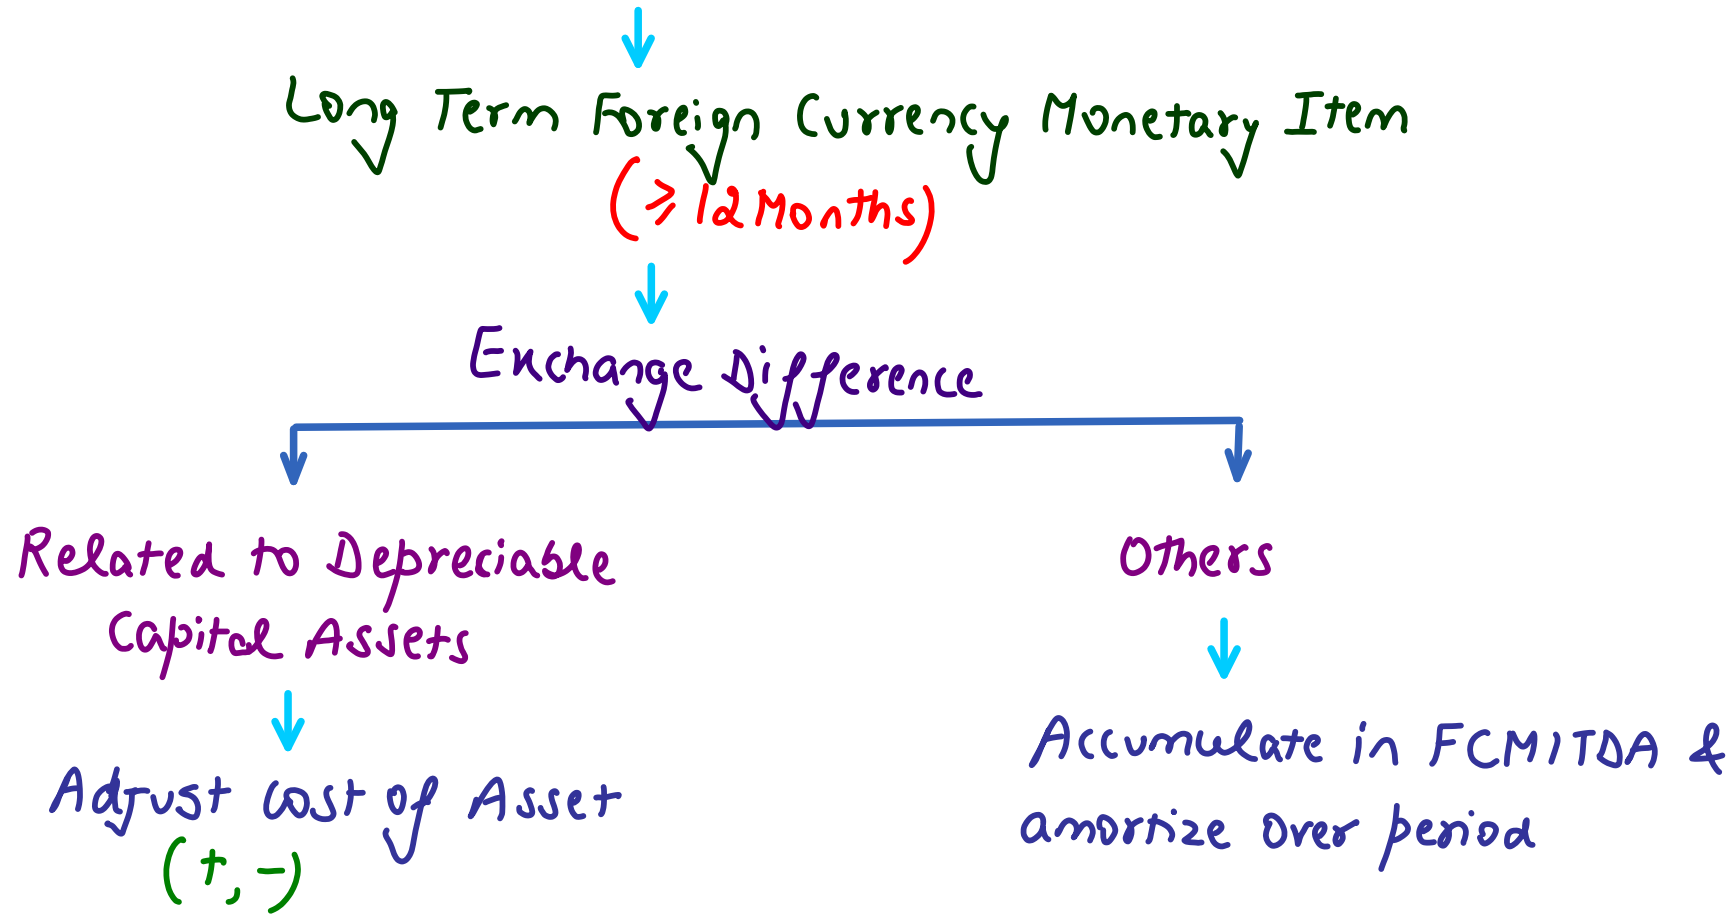 Long Term Foreign Currency Monetary Item
(≥ 12 Months)
Exchange Difference
Related to Depreciable
Capital Assets
Others
Adjust cost of Asset
(+, -)
Accumulate in FCMITDA &
amortize over period